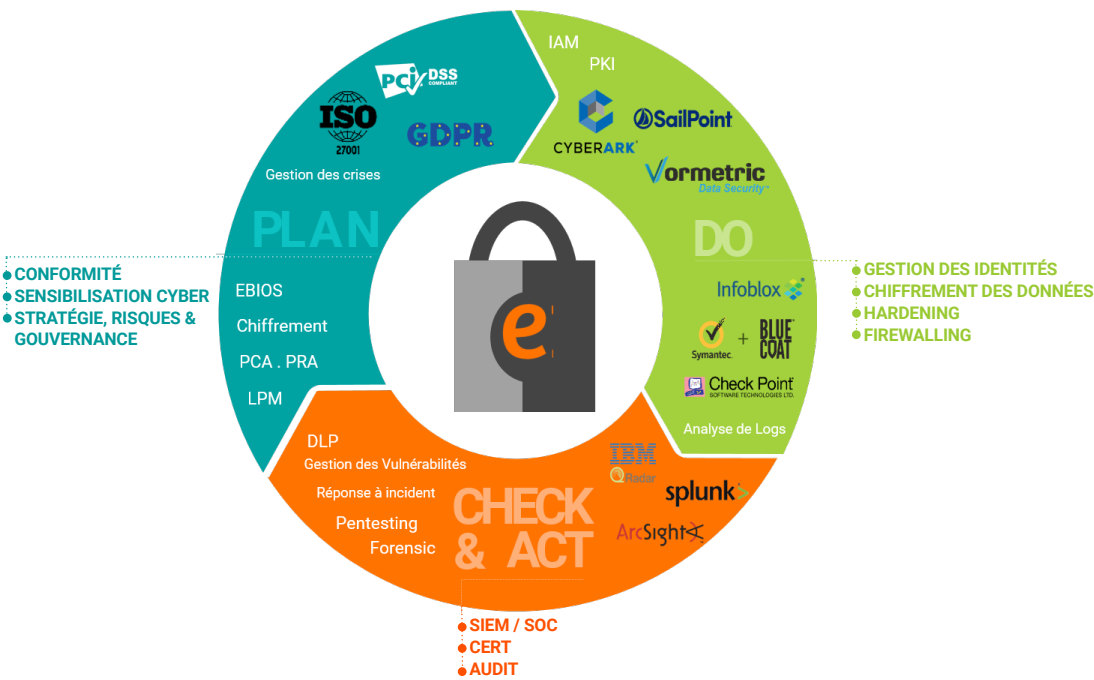 PCI DSS
COMPLIANT
ISO
27001
GDPR
Gestion des crises
PLAN
CONFORMITÉ
SENSIBILISATION CYBER
STRATÉGIE, RISQUES &
GOUVERNANCE
EBIOS
Chiffrement
PCA . PRA
LPM
IAM
PKI
CYBERARK
SailPoint
Vormetric
Data Security™
DO
GESTION DES IDENTITÉS
CHIFFREMENT DES DONNÉES
HARDENING
FIREWALLING
Infoblox
Symantec. + BLUE
COAT
Check Point
SOFTWARE TECHNOLOGIES LTD.
Analyse de Logs
e
DLP
Gestion des Vulnérabilités
Réponse à incident
Pentesting
Forensic
CHECK
& ACT
IBM
QRadar
splunk>
ArcSight
SIEM / SOC
CERT
AUDIT